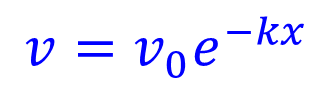 v = v₀e⁻ᵏˣ